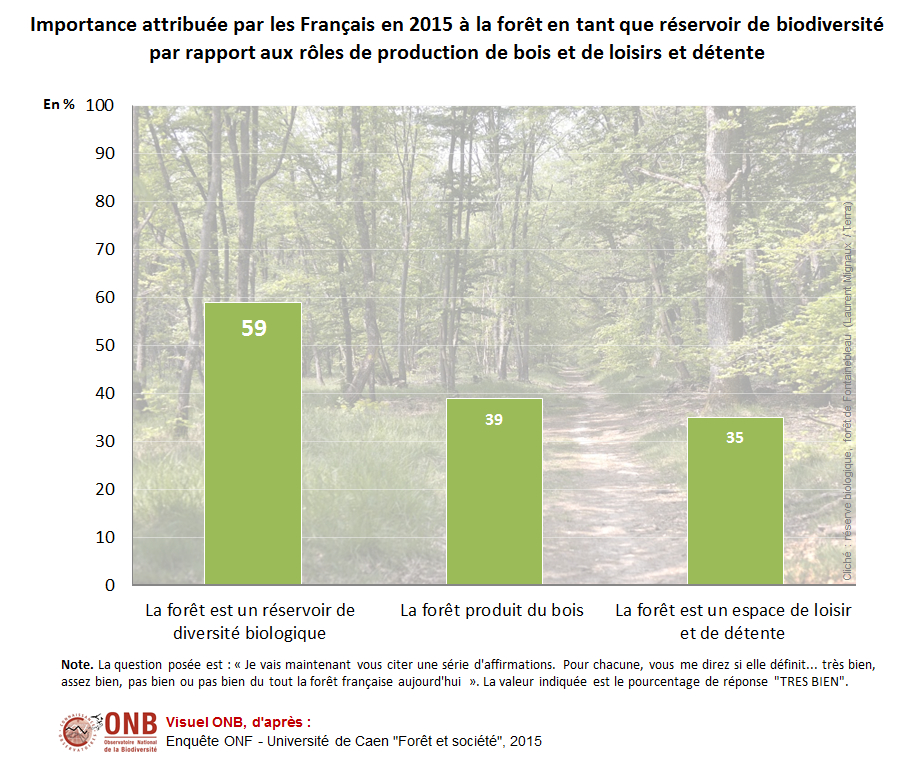 Importance attribuée par les Français en 2015 à la forêt en tant que réservoir de biodiversité
par rapport aux rôles de production de bois et de loisirs et détente
En %
100
90
80
70
60
50
40
30
20
10
0
59
39
35
Cliché : réserve biologique, forêt de Fontainebleau (Laurent Mignaux / Terra)
La forêt est un réservoir de
diversité biologique
La forêt produit du bois
La forêt est un espace de loisir
et de détente
Note. La question posée est : « Je vais maintenant vous citer une série d'affirmations. Pour chacune, vous me direz si elle définit... très bien,
assez bien, pas bien ou pas bien du tout la forêt française aujourd'hui ». La valeur indiquée est le pourcentage de réponse "TRES BIEN".
ONB
Observatoire National
de la Biodiversité
Visuel ONB, d'après :
Enquête ONF - Université de Caen "Forêt et société", 2015